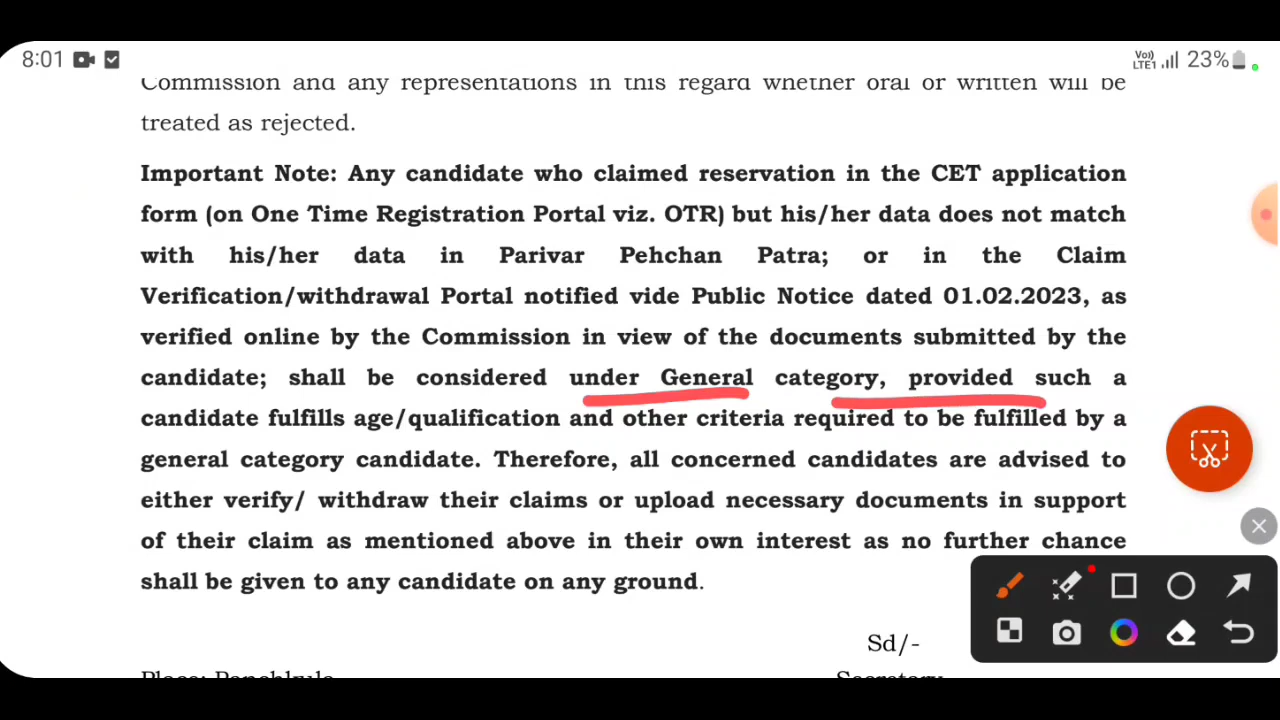 8:01
Vo))
LTE1 23%
Commission and any representations in this regard whether oral or written will be
treated as rejected.
Important Note: Any candidate who claimed reservation in the CET application
form (on One Time Registration Portal viz. OTR) but his/her data does not match
with his/her data in Parivar Pehchan Patra; or in the Claim
Verification/withdrawal Portal notified vide Public Notice dated 01.02.2023, as
verified online by the Commission in view of the documents submitted by the
candidate; shall be considered under General category, provided such a
candidate fulfills age/qualification and other criteria required to be fulfilled by a
general category candidate. Therefore, all concerned candidates are advised to
either verify/ withdraw their claims or upload necessary documents in support
of their claim as mentioned above in their own interest as no further chance
shall be given to any candidate on any ground.
Sd/-
Place: Panchkula
Secretary